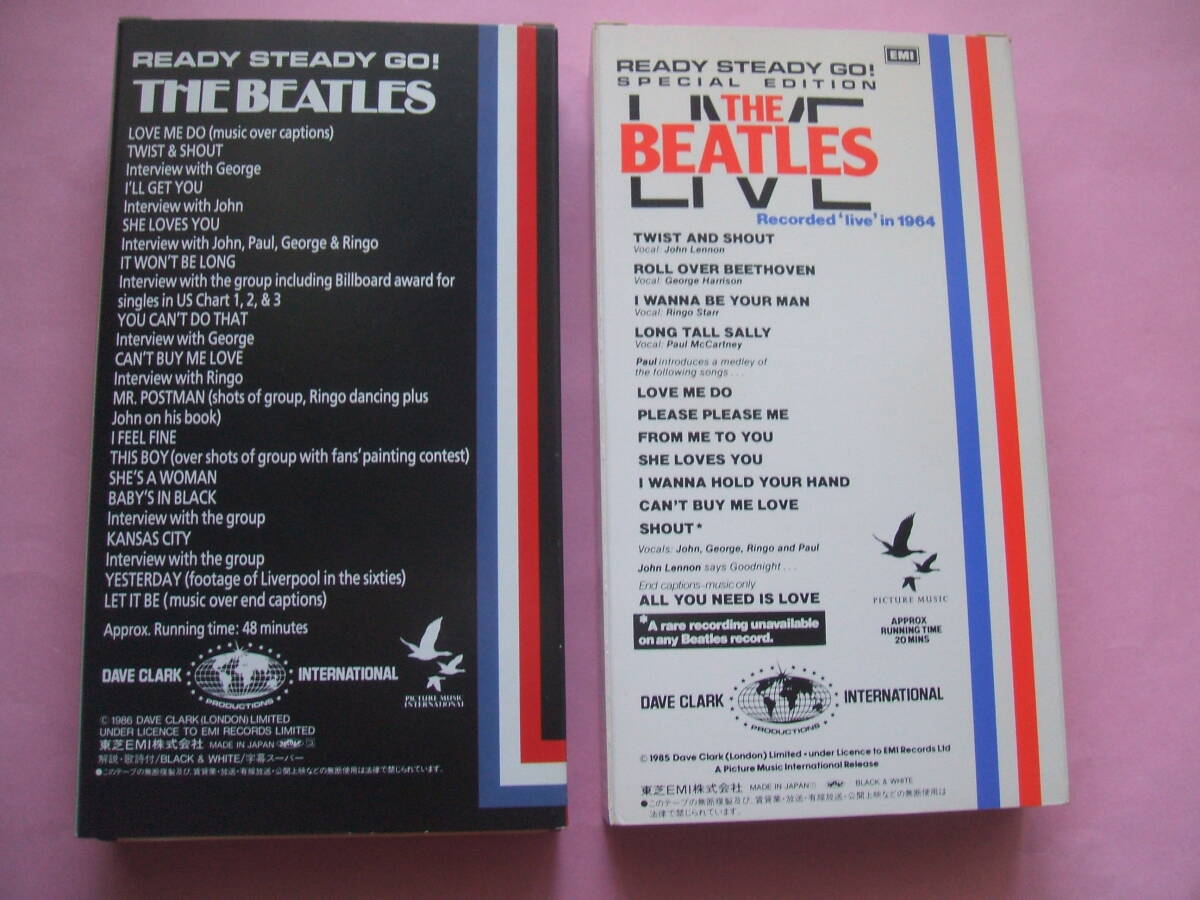 READY STEADY GO!
THE BEATLES
LOVE ME DO (music over captions)
TWIST & SHOUT
Interview with George
I'LL GET YOU
Interview with John
SHE LOVES YOU
Interview with John, Paul, George & Ringo
IT WON'T BE LONG
Interview with the group including Billboard award for
singles in US Chart 1, 2, & 3
YOU CAN'T DO THAT
Interview with George
CAN'T BUY ME LOVE
Interview with Ringo
MR. POSTMAN (shots of group, Ringo dancing plus
John on his book)
I FEEL FINE
THIS BOY (over shots of group with fans' painting contest)
SHE'S A WOMAN
BABY'S IN BLACK
Interview with the group
KANSAS CITY
Interview with the group
YESTERDAY (footage of Liverpool in the sixties)
LET IT BE (music over end captions)
Approx. Running time: 48 minutes
DAVE CLARK INTERNATIONAL
PRODUCTIONS
PICTURE MUSIC
INTERNATIONAL
© 1986 DAVE CLARK (LONDON) LIMITED
UNDER LICENCE TO EMI RECORDS LIMITED
東芝EMI株式会社 MADE IN JAPAN
解説・歌詩付/BLACK & WHITE/字幕スーパー
●このテープの無断複製及び、賃貸業・放送・有線放送・公開上映などの無断使用は法律で禁じられています。
EMI
READY STEADY GO!
SPECIAL EDITION
LIVE
THE
BEATLES
LIVE
Recorded 'live' in 1964
TWIST AND SHOUT
Vocal: John Lennon
ROLL OVER BEETHOVEN
Vocal: George Harrison
I WANNA BE YOUR MAN
Vocal: Ringo Starr
LONG TALL SALLY
Vocal: Paul McCartney
Paul introduces a medley of
the following songs...
LOVE ME DO
PLEASE PLEASE ME
FROM ME TO YOU
SHE LOVES YOU
I WANNA HOLD YOUR HAND
CAN'T BUY ME LOVE
SHOUT*
Vocals: John, George, Ringo and Paul
John Lennon says Goodnight...
End captions-music only
ALL YOU NEED IS LOVE
*A rare recording unavailable
on any Beatles record.
PICTURE MUSIC
APPROX
RUNNING TIME
20 MINS
DAVE CLARK INTERNATIONAL
PRODUCTIONS
© 1985 Dave Clark (London) Limited · under Licence to EMI Records Ltd
A Picture Music International Release
東芝EMI株式会社 MADE IN JAPAN BLACK & WHITE
●このテープの無断複製及び、賃貸業・放送・有線放送・公開上映などの無断使用は
法律で禁じられています。